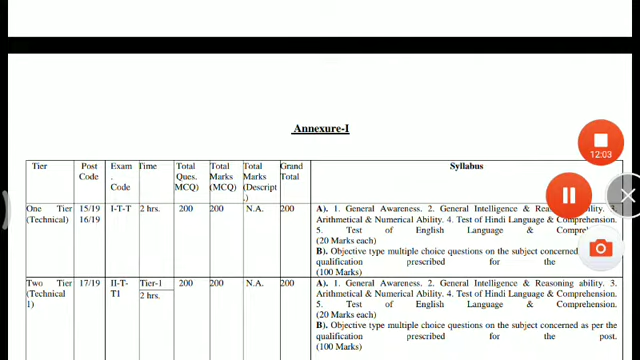 Annexure-I
Tier Post Code Exam. Code Time Total Ques. MCQ) Total Marks (MCQ) Total Marks (Descript.) Grand Total Syllabus
One Tier (Technical) 15/19 16/19 I-T-T 2 hrs. 200 200 N.A. 200
A). 1. General Awareness. 2. General Intelligence & ability. 3.
Arithmetical & Numerical Ability. 4. Test of Hindi Language & Comprehension.
5. Test of English Language &
(20 Marks each)
B). Objective type multiple choice questions on the subject concerned
qualification prescribed for the
(100 Marks)
Two Tier (Technical 1) 17/19 II-T-T1 Tier-1 2 hrs. 200 200 N.A. 200
A). 1. General Awareness. 2. General Intelligence & Reasoning ability. 3.
Arithmetical & Numerical Ability. 4. Test of Hindi Language & Comprehension.
5. Test of English Language & Comprehension.
(20 Marks each)
B). Objective type multiple choice questions on the subject concerned as per the
qualification prescribed for the post.
(100 Marks)
12:03